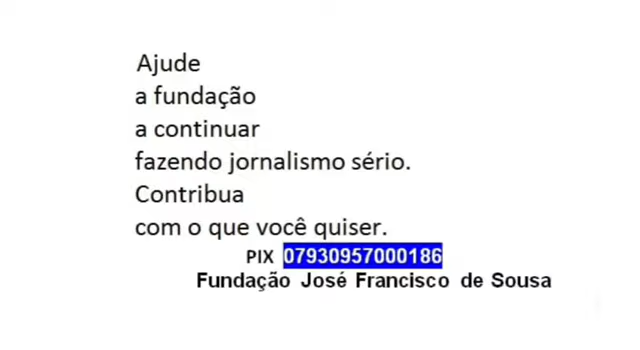 Ajude
a fundação
a continuar
fazendo jornalismo sério.
Contribua
com o que você quiser.
PIX 07930957000186
Fundação José Francisco de Sousa